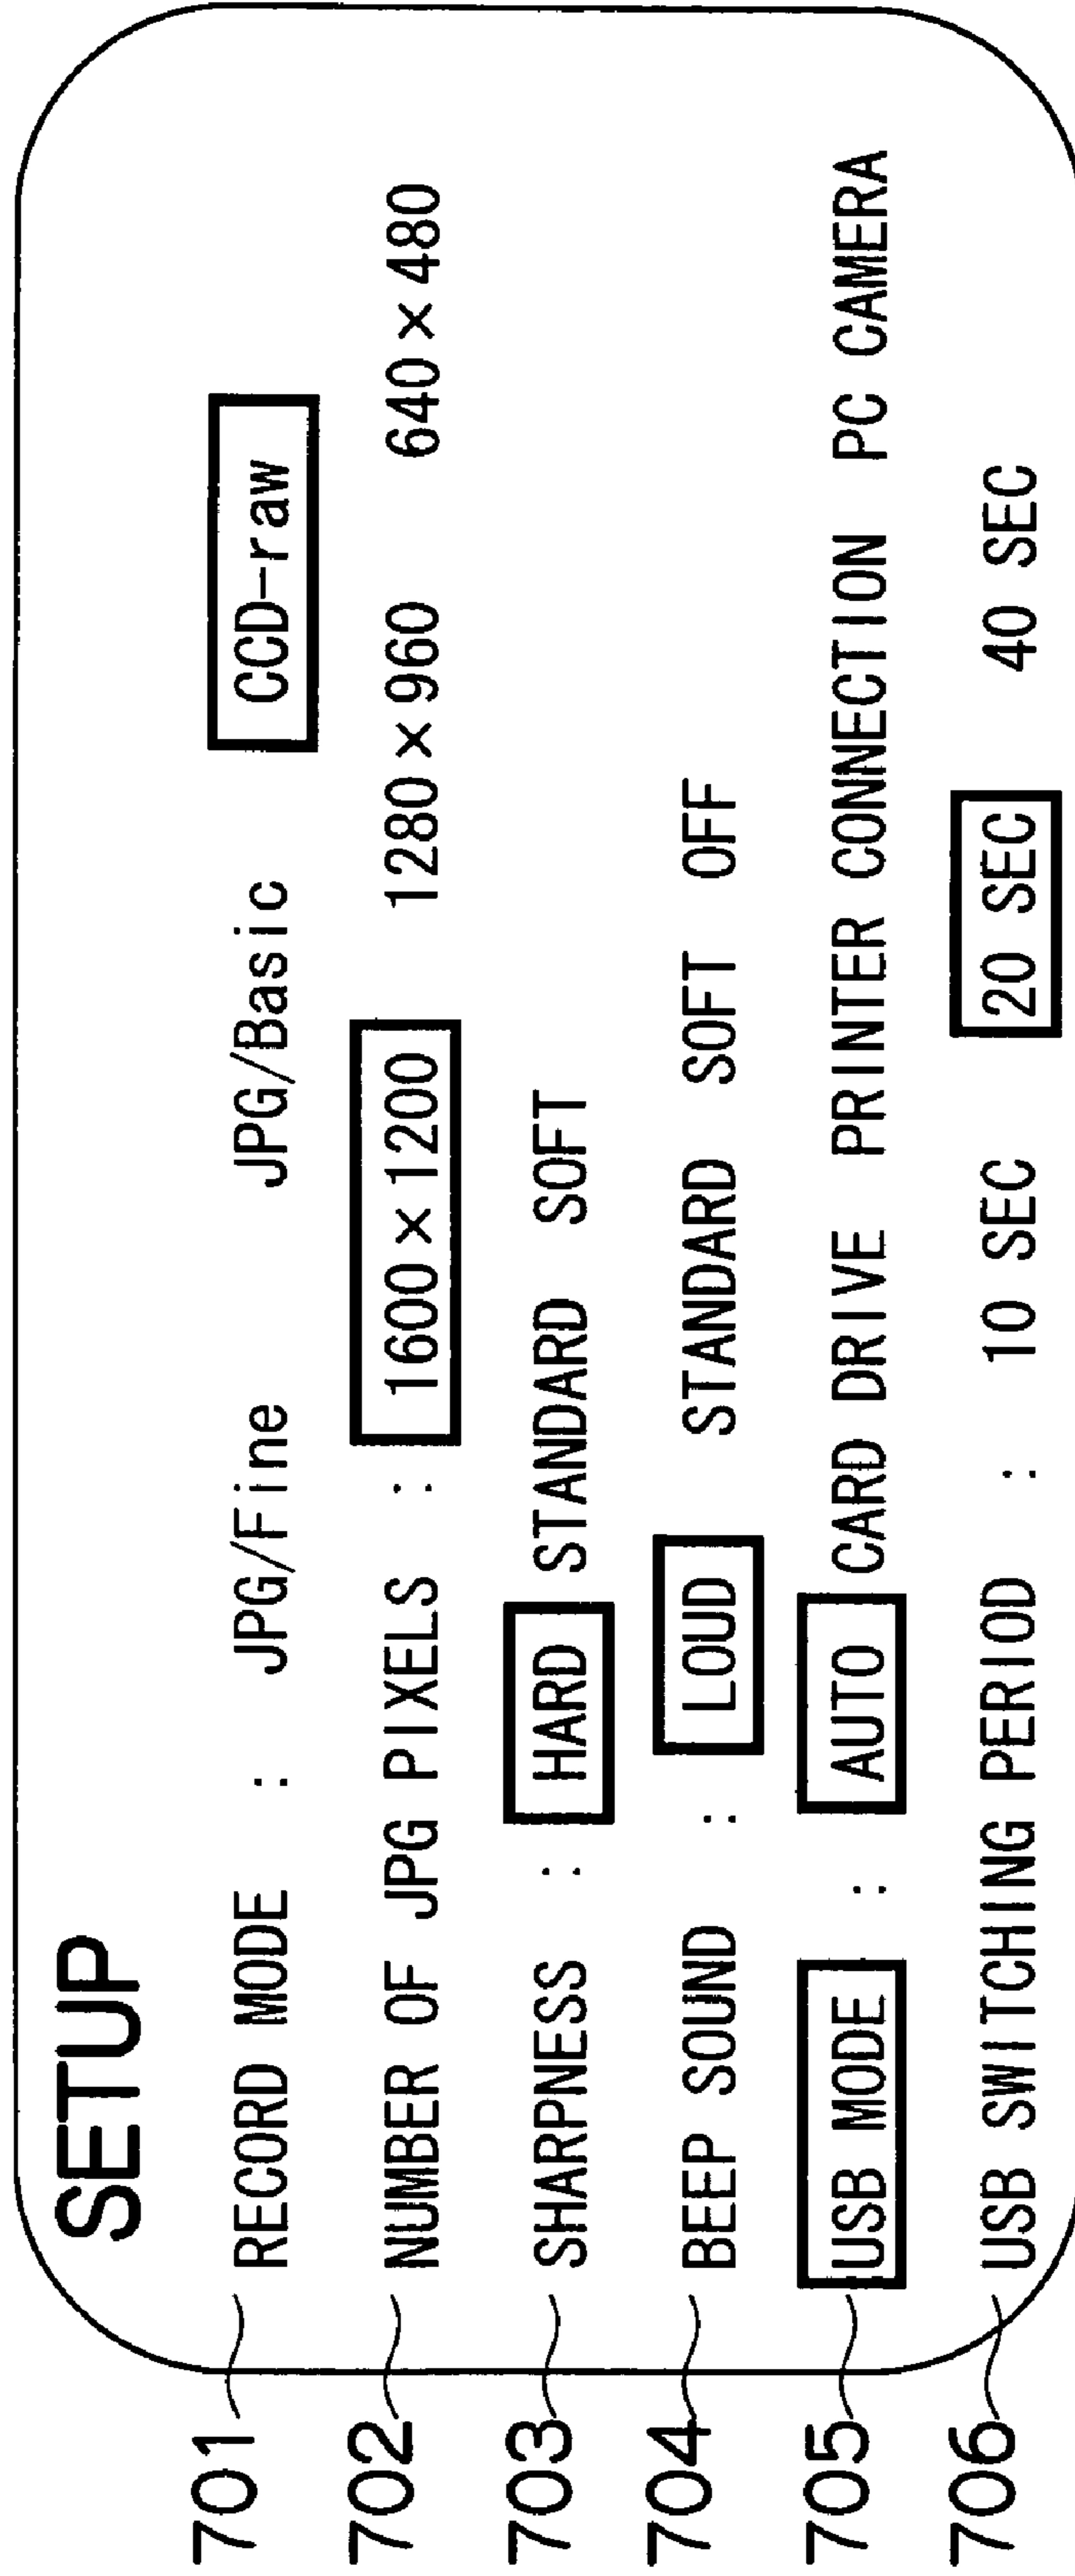 SETUP
701 RECORD MODE : JPG/Fine JPG/Basic CCD-raw
702 NUMBER OF JPG PIXELS : 1600×1200 1280×960 640×480
703 SHARPNESS : HARD STANDARD SOFT
704 BEEP SOUND : LOUD STANDARD SOFT OFF
705 USB MODE : AUTO CARD DRIVE PRINTER CONNECTION PC CAMERA
706 USB SWITCHING PERIOD : 10 SEC 20 SEC 40 SEC